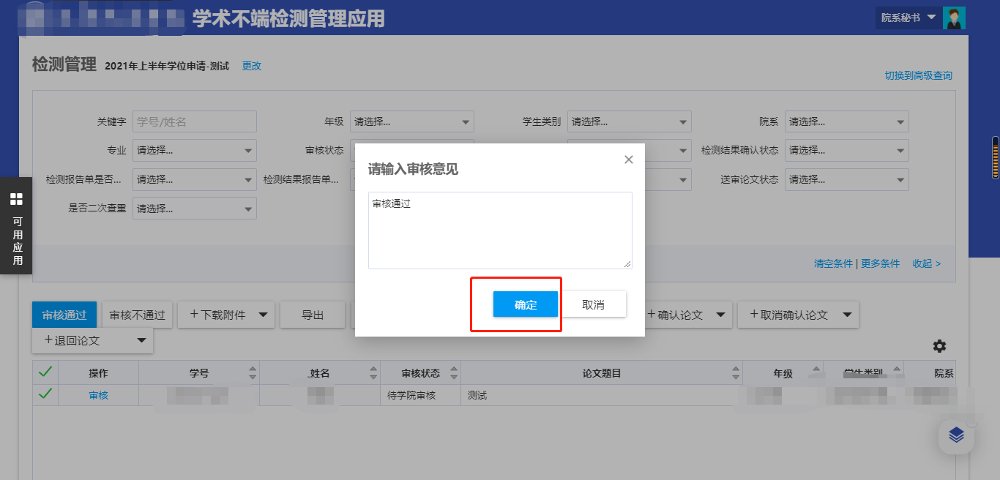 学术不端检测管理应用
院系秘书
检测管理 2021年上半年学位申请-测试 更改
切换到高级查询
关键字 学号/姓名 年级 请选择... 学生类别 请选择... 院系 请选择...
专业 请选择... 审核状态 检测结果确认状态 请选择...
检测报告单是否... 请选择... 检测结果报告单... 送审论文状态 请选择...
是否二次查重 请选择...
可用应用
请输入审核意见
审核通过
确定 取消
清空条件 | 更多条件 收起 >
审核通过 审核不通过 +下载附件 导出 +确认论文 +取消确认论文
+退回论文
操作 学号 姓名 审核状态 论文题目 年级 学生类别 院系
审核 待学院审核 测试